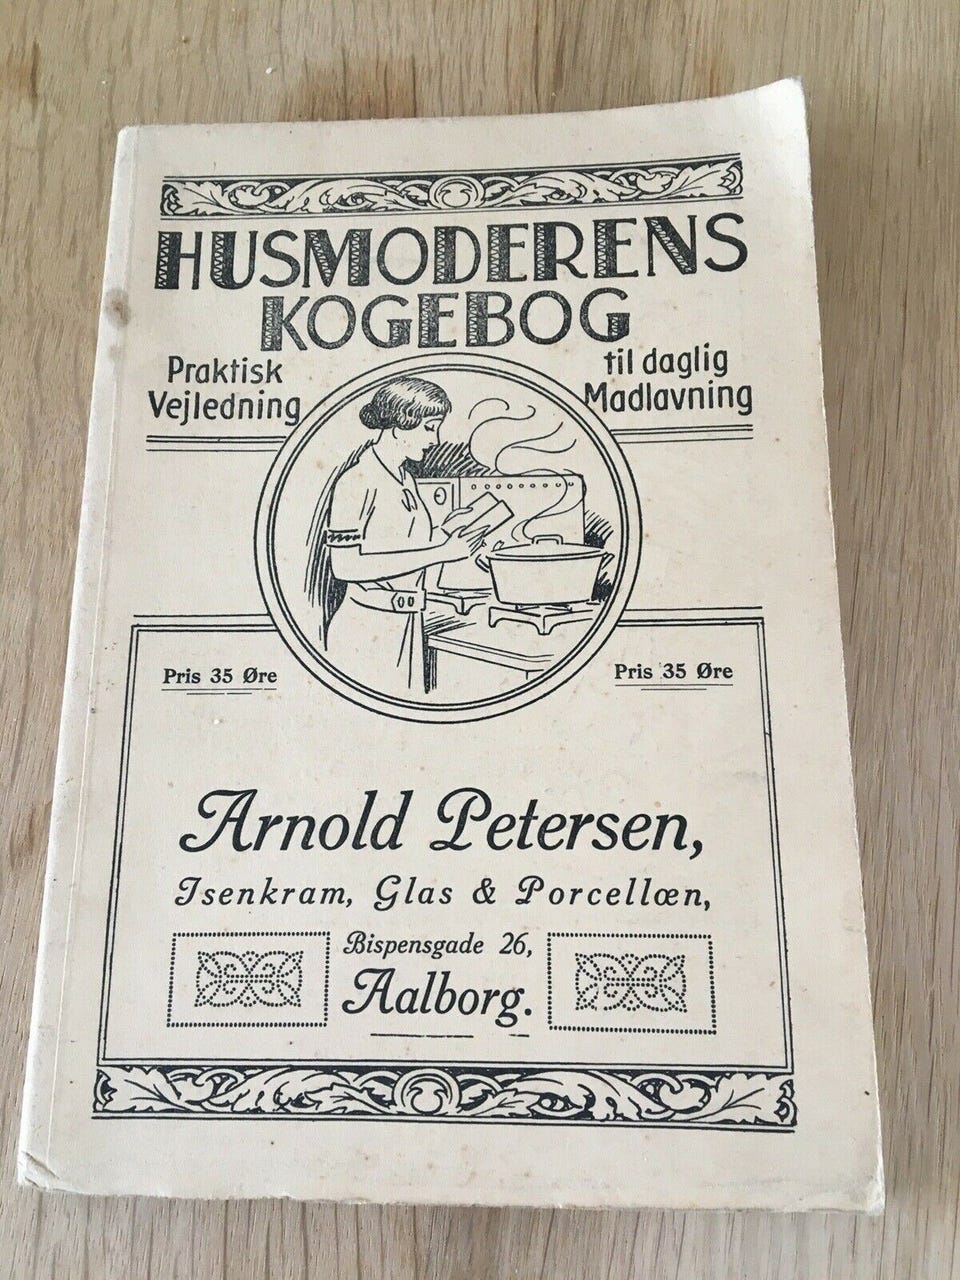 HUSMODERENS
KOGEBOG
Praktisk
Vejledning
til daglig
Madlavning
Pris 35 Øre
Pris 35 Øre
Arnold Petersen,
Isenkram, Glas & Porcellæn,
Bispensgade 26,
Aalborg.